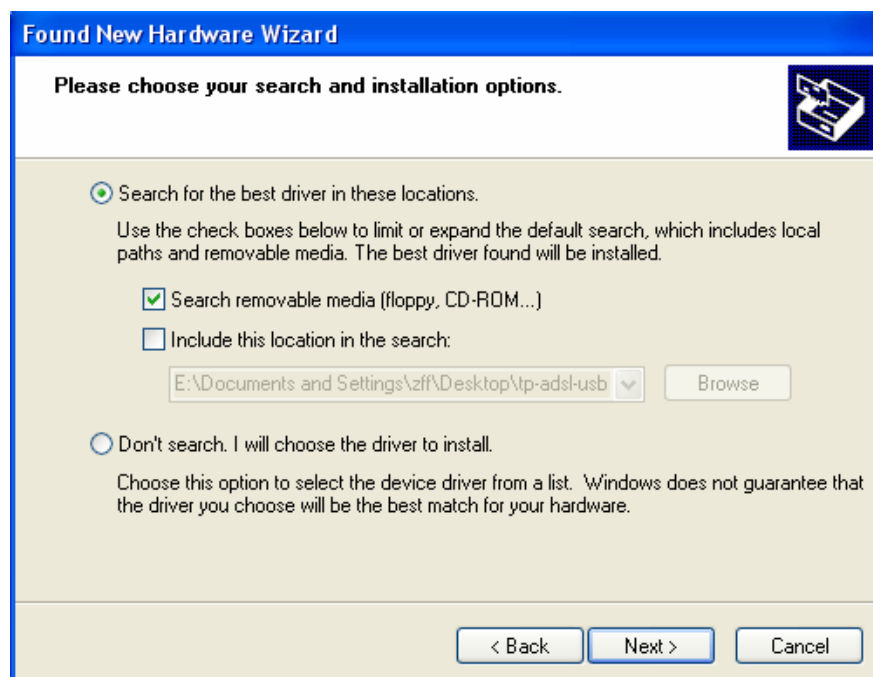 Found New Hardware Wizard
Please choose your search and installation options.
Search for the best driver in these locations.
Use the check boxes below to limit or expand the default search, which includes local
paths and removable media. The best driver found will be installed.
Search removable media (floppy, CD-ROM...)
Include this location in the search:
E:\Documents and Settings\zff\Desktop\tp-adsl-usb
Browse
Don't search. I will choose the driver to install.
Choose this option to select the device driver from a list.  Windows does not guarantee that
the driver you choose will be the best match for your hardware.
< Back
Next >
Cancel